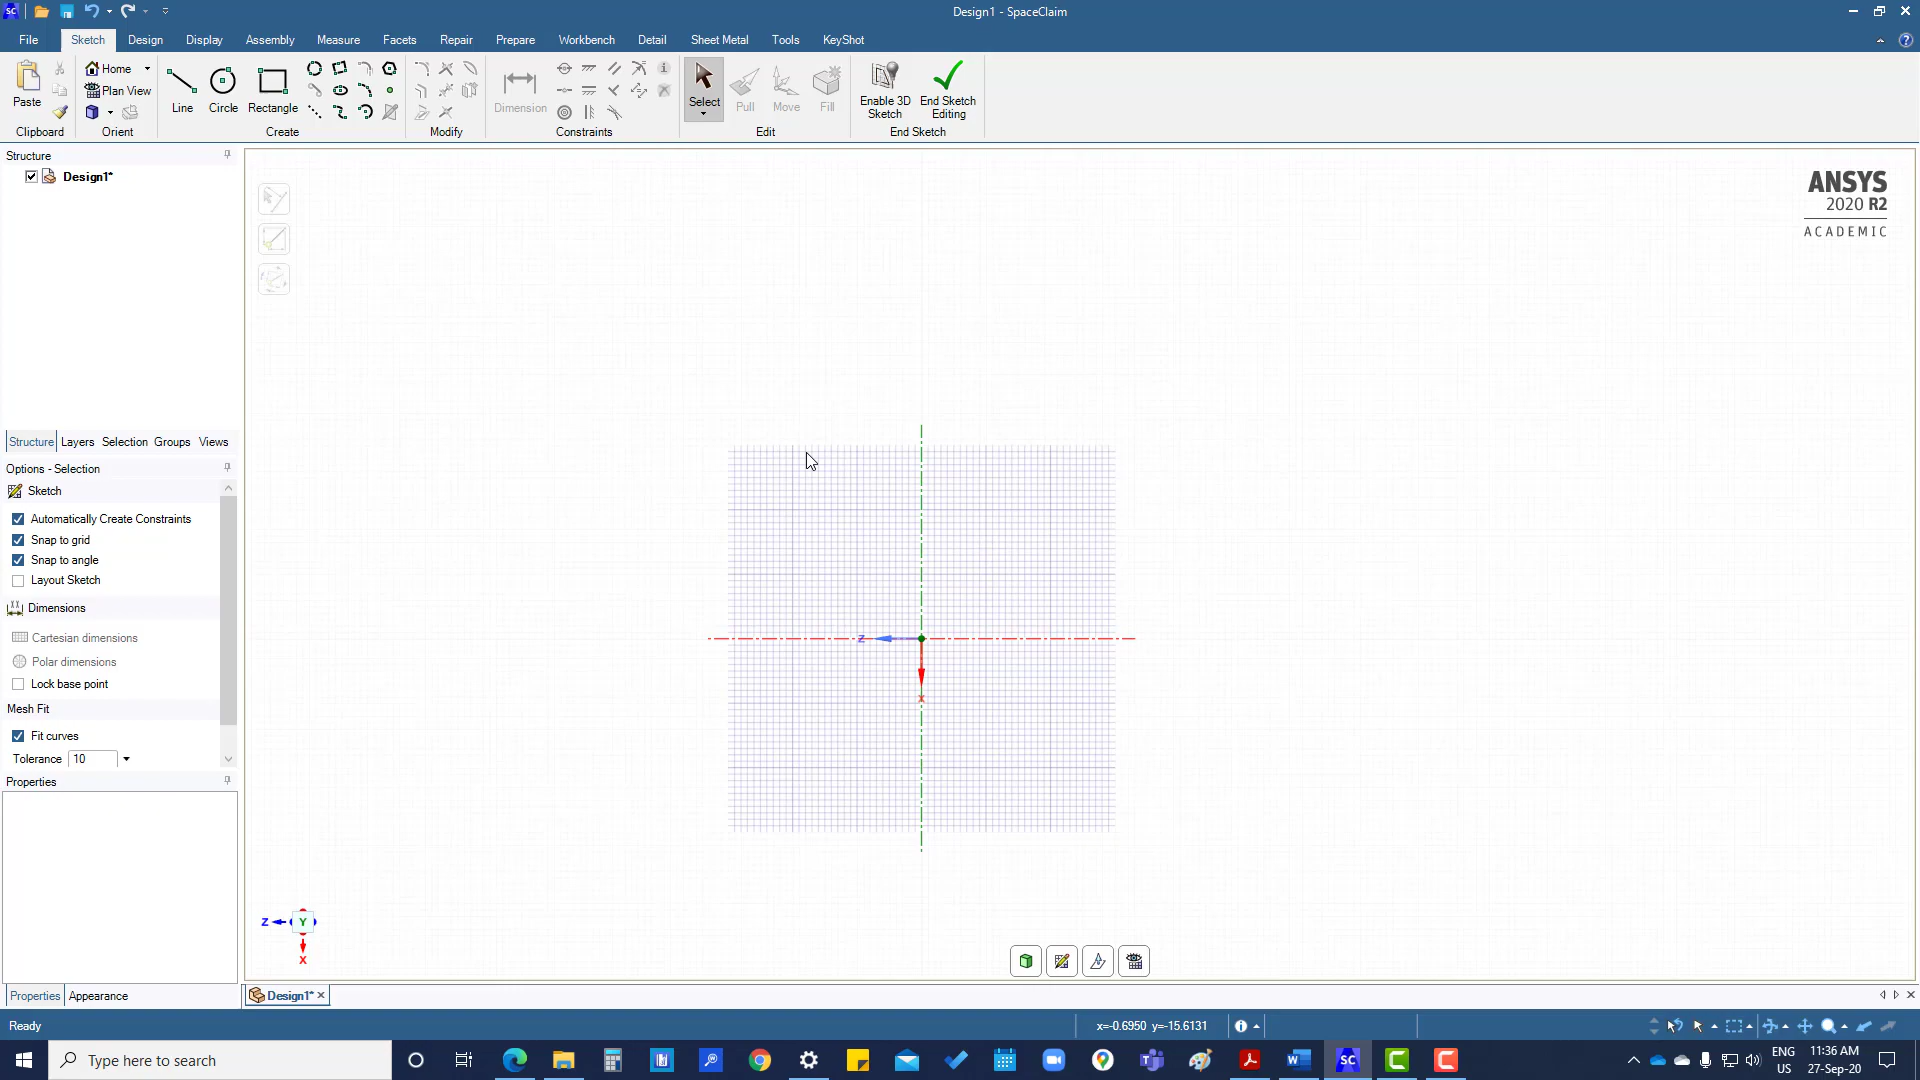 Design1 - SpaceClaim
File Sketch Design Display Assembly Measure Facets Repair Prepare Workbench Detail Sheet Metal Tools KeyShot
Paste
Home
Plan View
Line Circle Rectangle
Dimension
Select Pull Move Fill
Enable 3D Sketch
End Sketch Editing
Clipboard Orient Create Modify Constraints Edit End Sketch
Structure
Design1*
ANSYS
2020 R2
ACADEMIC
Structure Layers Selection Groups Views
Options - Selection
Sketch
Automatically Create Constraints
Snap to grid
Snap to angle
Layout Sketch
Dimensions
Cartesian dimensions
Polar dimensions
Lock base point
Mesh Fit
Fit curves
Tolerance 10
Properties
Z
X
Z Y
X
Properties Appearance
Design1*
Ready
x=-0.6950 y=-15.6131
Type here to search
SC
ENG
US
11:36 AM
27-Sep-20